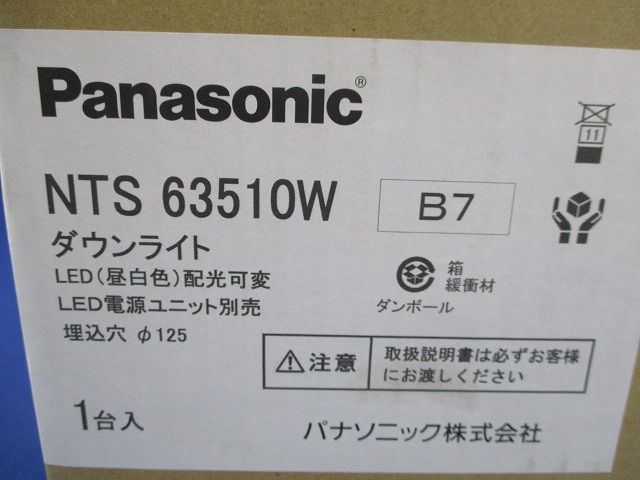 Panasonic®
11
NTS 63510W
B7
ダウンライト
LED(昼白色)配光可変
LED電源ユニット別売
埋込穴 φ125
箱
緩衝材
ダンボール
注意
取扱説明書は必ずお客様
にお渡しください
1台入
パナソニック株式会社